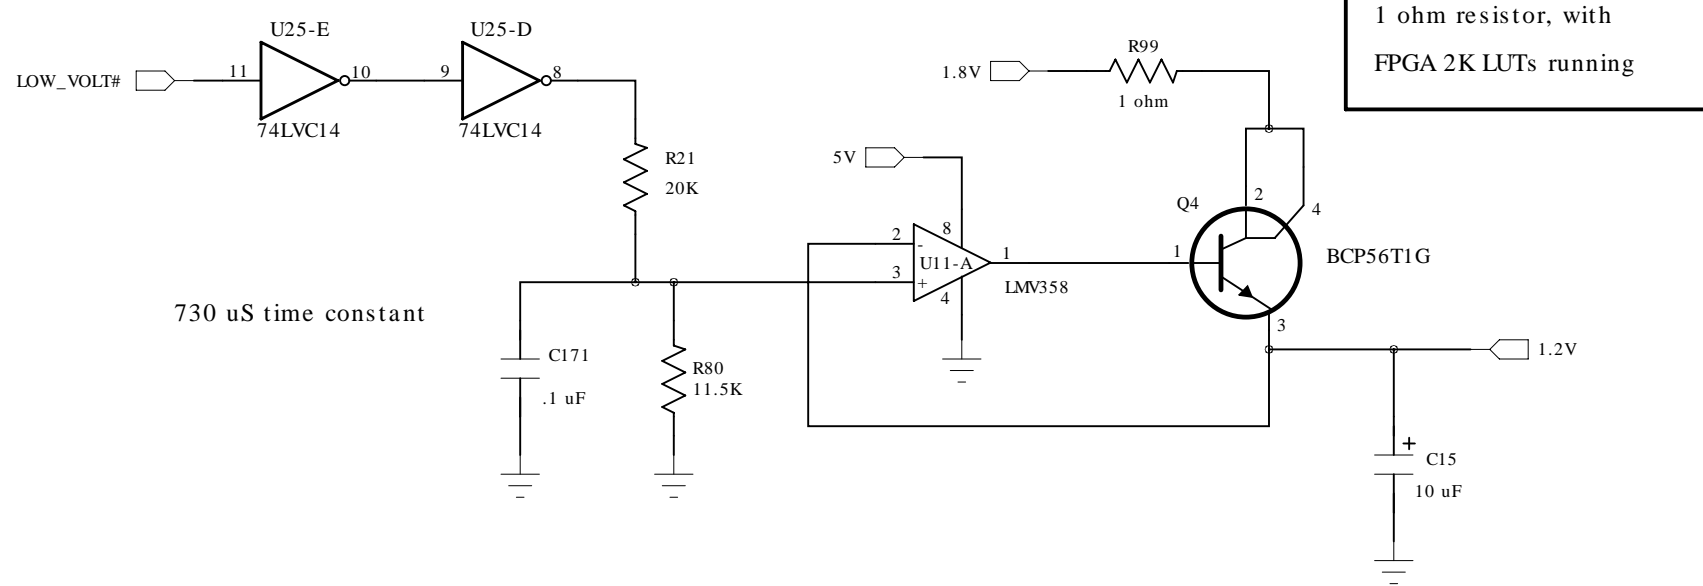 1 ohm resistor, with
FPGA 2K LUTs running
U25-E
U25-D
LOW_VOLT#
11
10
9
8
74LVC14
74LVC14
R21
20K
1.8V
R99
1 ohm
5V
8
2
-
U11-A
3
+
4
1
LMV358
Q4
2
4
1
BCP56T1G
3
730 uS time constant
C171
.1 uF
R80
11.5K
1.2V
+
C15
10 uF